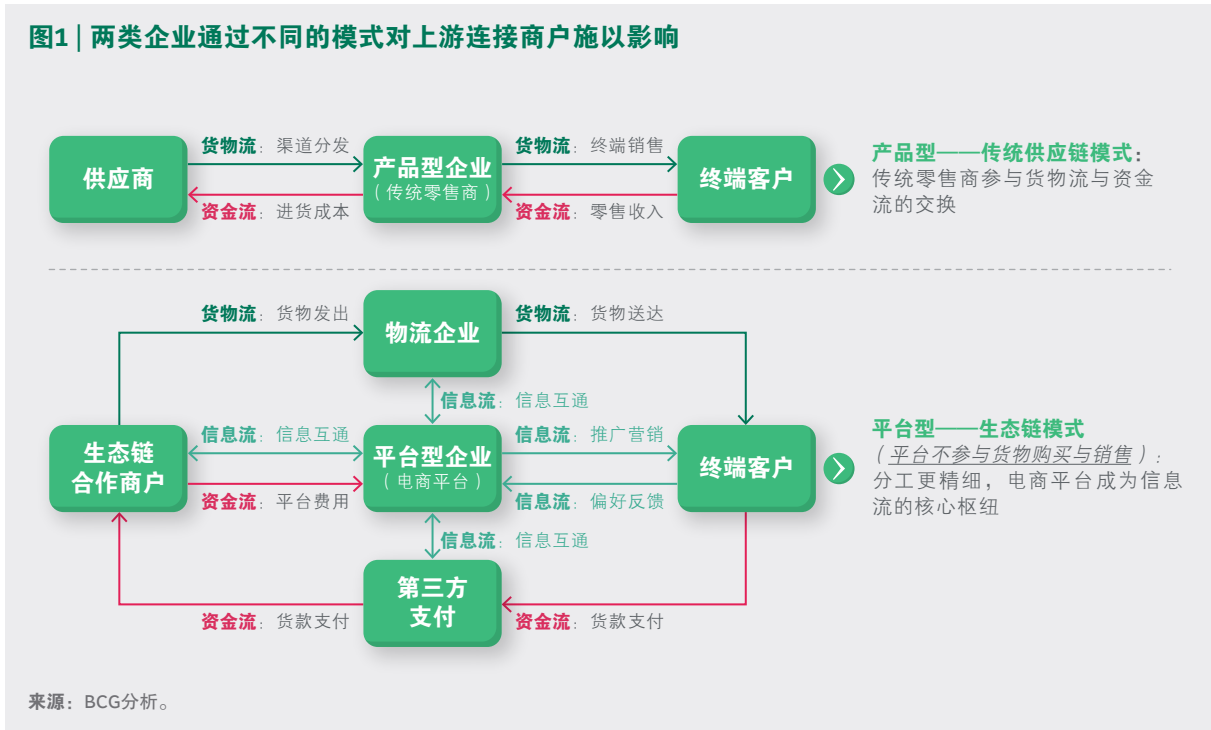 图1 | 两类企业通过不同的模式对上游连接商户施以影响
货物流：渠道分发
货物流：终端销售
供应商
产品型企业
（传统零售商）
终端客户
资金流：进货成本
资金流：零售收入
产品型——传统供应链模式：
传统零售商参与货物流与资金
流的交换
货物流：货物发出
物流企业
货物流：货物送达
信息流：信息互通
信息流：信息互通
信息流：推广营销
生态链
合作商户
平台型企业
（电商平台）
终端客户
资金流：平台费用
信息流：偏好反馈
平台型——生态链模式
（平台不参与货物购买与销售）：
分工更精细，电商平台成为信息
流的核心枢纽
信息流：信息互通
第三方
支付
资金流：货款支付
资金流：货款支付
来源：BCG分析。